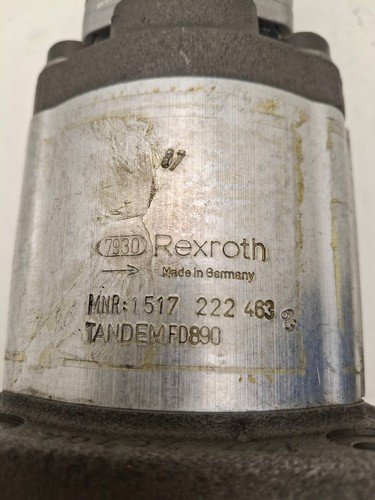 87
7930 Rexroth
Made in Germany
MNR: 1517 222 463
TANDEM FD890